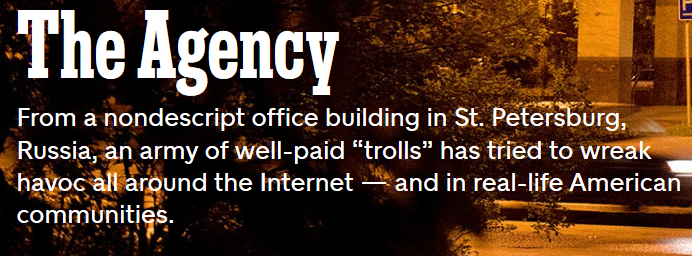 The Agency
From a nondescript office building in St. Petersburg,
Russia, an army of well-paid “trolls” has tried to wreak
havoc all around the Internet — and in real-life American
communities.